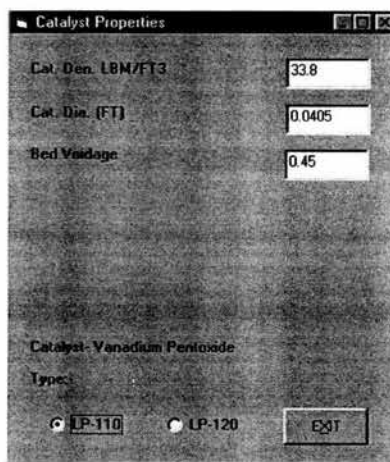 Catalyst Properties
Cat. Den. LBM/FT3 33.8
Cat. Dia. (FT) 0.0405
Bed Voidage 0.45
Catalyst- Vanadium Pentoxide
Type:-
LP-110 LP-120 EXIT